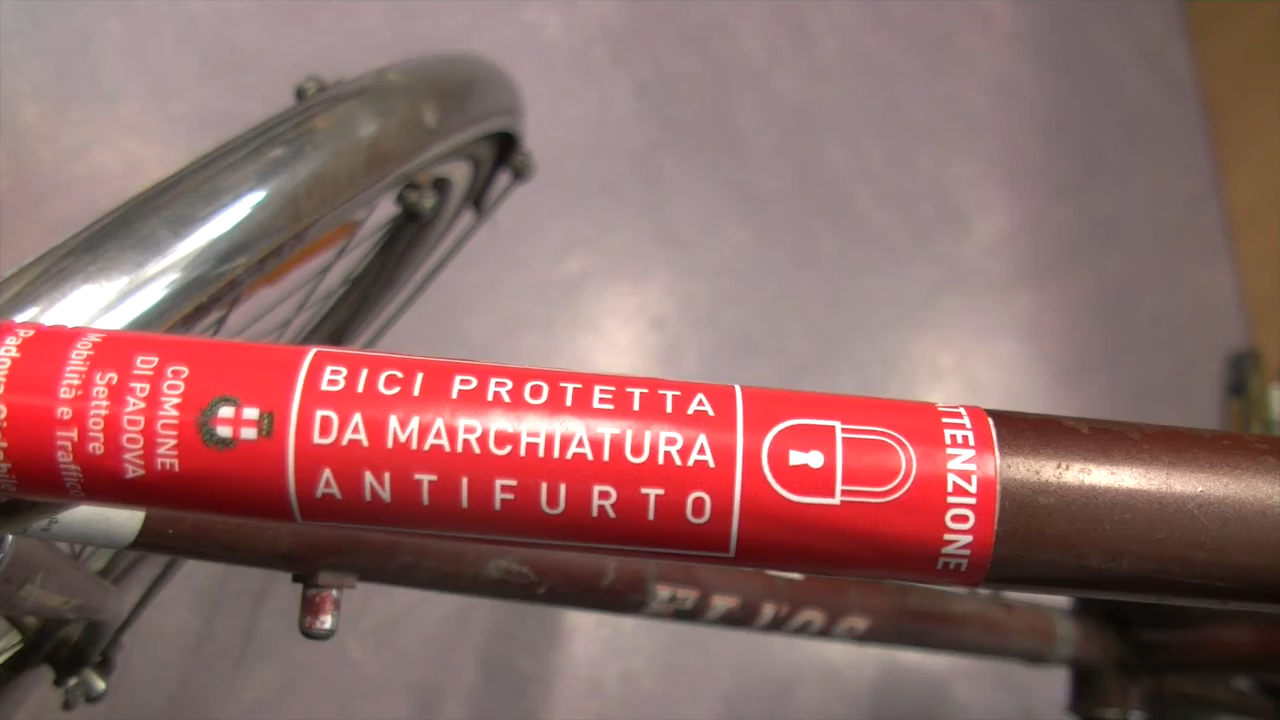 BICI PROTETTA
DA MARCHIATURA
ANTIFURTO
ATTENZIONE
COMUNE
DI PADOVA
Settore
Mobilità e Traffico